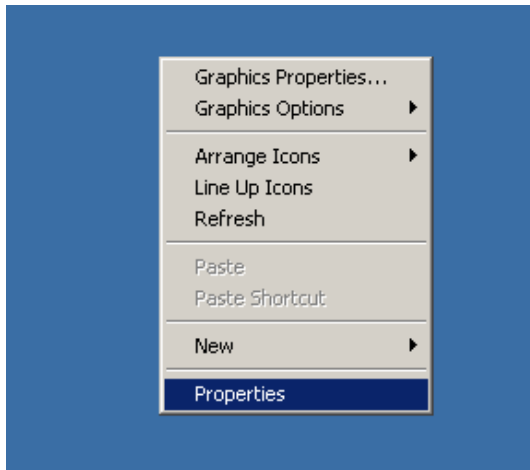 Graphics Properties...
Graphics Options
Arrange Icons
Line Up Icons
Refresh
Paste
Paste Shortcut
New
Properties